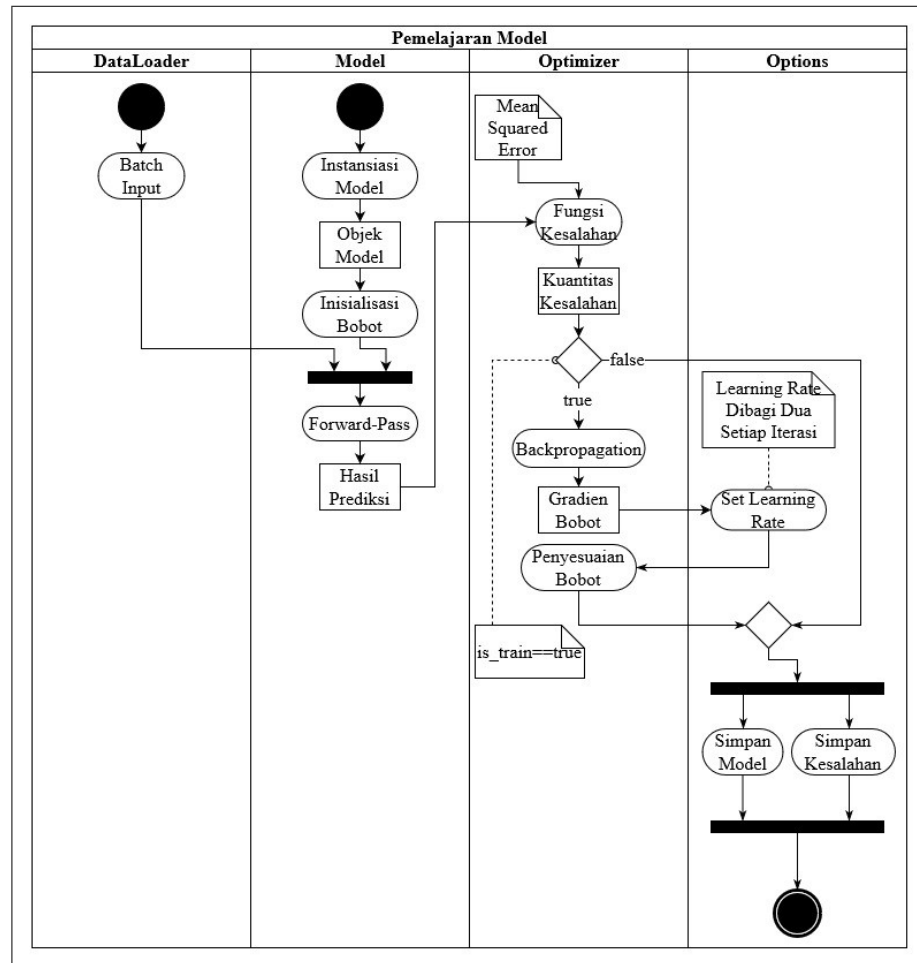 Pemelajaran Model
DataLoader
Model
Optimizer
Options
Batch
Input
Instansiasi
Model
Objek
Model
Inisialisasi
Bobot
Forward-Pass
Hasil
Prediksi
Mean
Squared
Error
Fungsi
Kesalahan
Kuantitas
Kesalahan
false
true
Backpropagation
Gradien
Bobot
Penyesuaian
Bobot
is_train==true
Learning Rate
Dibagi Dua
Setiap Iterasi
Set Learning
Rate
Simpan
Model
Simpan
Kesalahan